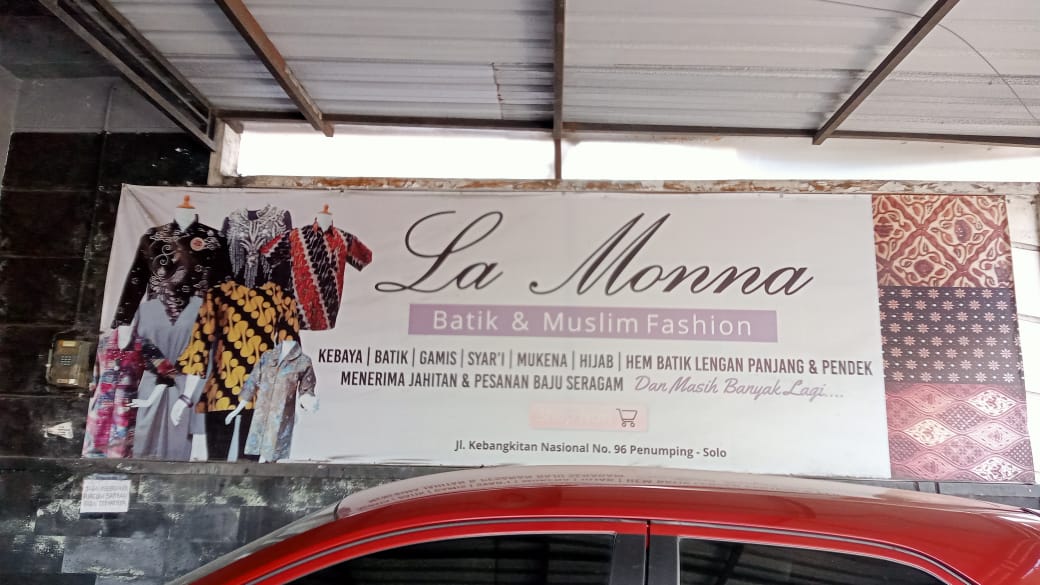 La Monna
Batik & Muslim Fashion
KEBAYA | BATIK | GAMIS | SYAR'I | MUKENA | HIJAB | HEM BATIK LENGAN PANJANG & PENDEK
MENERIMA JAHITAN & PESANAN BAJU SERAGAM Dan Masih Banyak Lagi....
Jl. Kebangkitan Nasional No. 96 Penumping - Solo